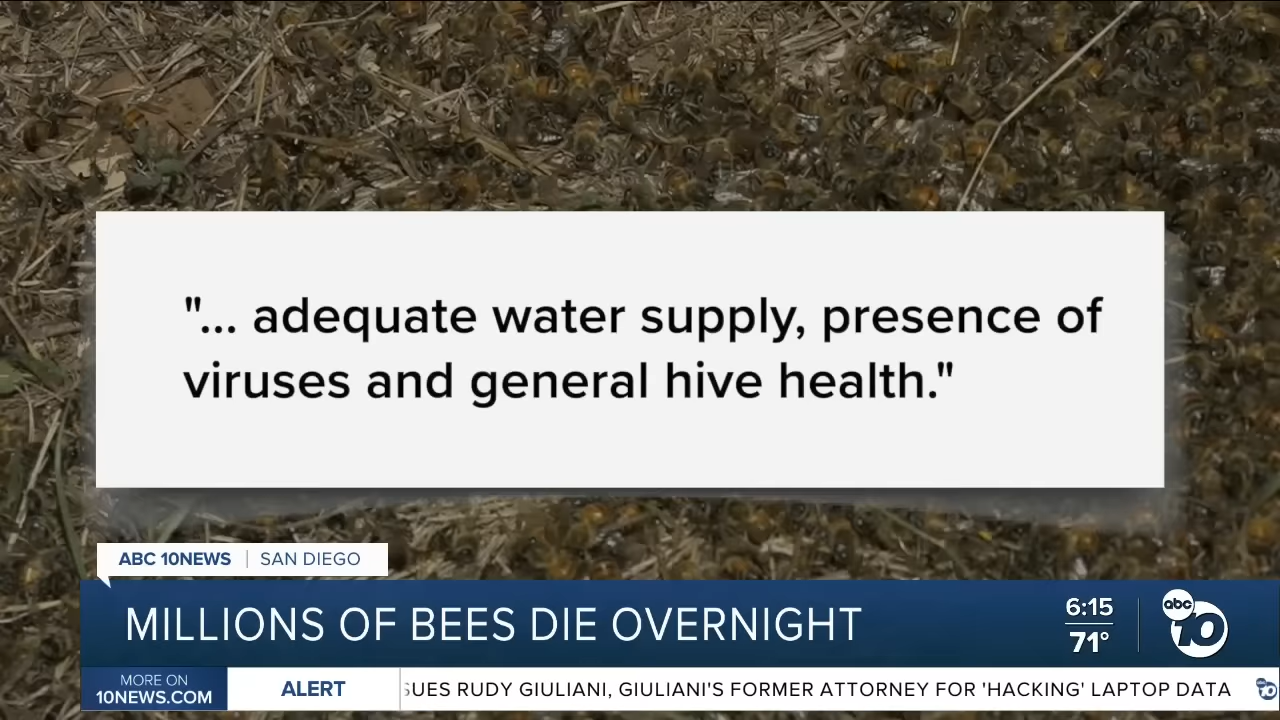 "... adequate water supply, presence of
viruses and general hive health."
ABC 10NEWS | SAN DIEGO
MILLIONS OF BEES DIE OVERNIGHT
6:15
71°
abc
10
MORE ON
10NEWS.COM
ALERT
SUES RUDY GIULIANI, GIULIANI'S FORMER ATTORNEY FOR 'HACKING' LAPTOP DATA
abc
10